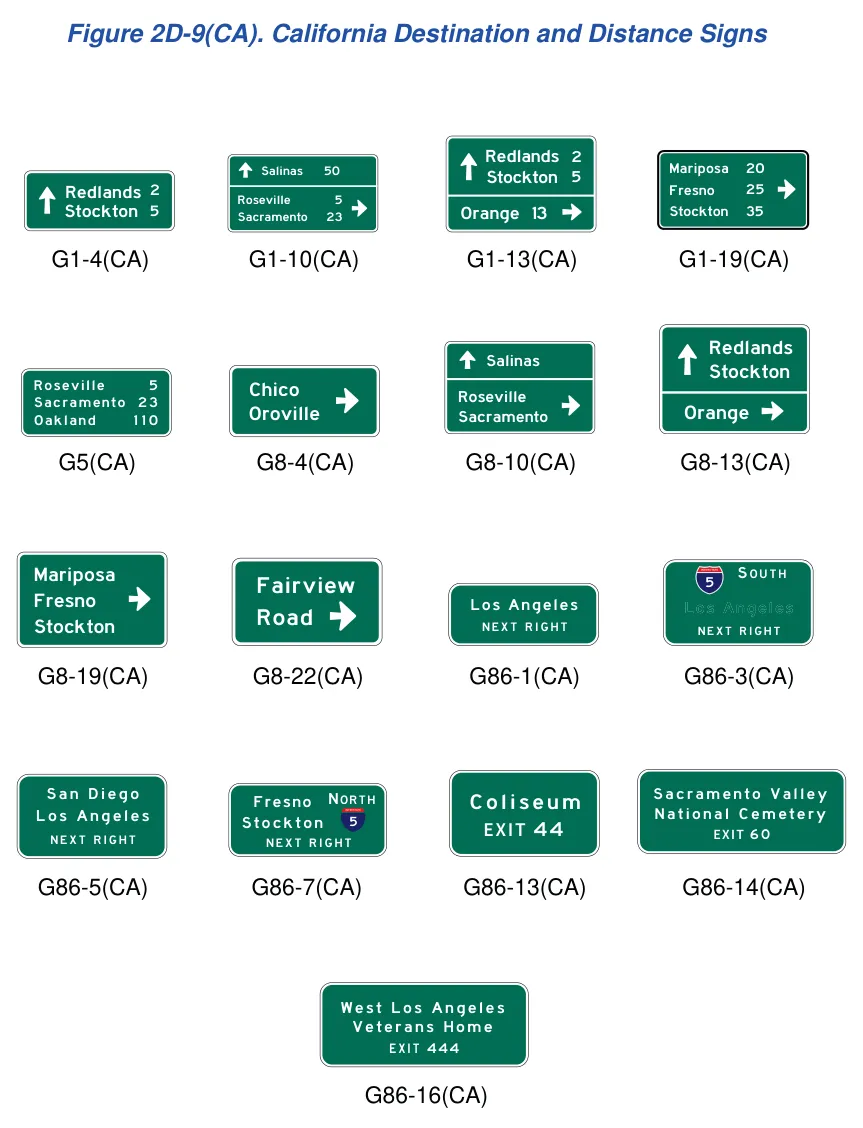 Figure 2D-9(CA). California Destination and Distance Signs
Redlands 2
Stockton 5
G1-4(CA)
Salinas 50
Roseville 5
Sacramento 23
G1-10(CA)
Redlands 2
Stockton 5
Orange 13
G1-13(CA)
Mariposa 20
Fresno 25
Stockton 35
G1-19(CA)
Roseville 5
Sacramento 23
Oakland 110
G5(CA)
Chico
Oroville
G8-4(CA)
Salinas
Roseville
Sacramento
G8-10(CA)
Redlands
Stockton
Orange
G8-13(CA)
Mariposa
Fresno
Stockton
G8-19(CA)
Fairview
Road
G8-22(CA)
Los Angeles
NEXT RIGHT
G86-1(CA)
5 SOUTH
Los Angeles
NEXT RIGHT
G86-3(CA)
San Diego
Los Angeles
NEXT RIGHT
G86-5(CA)
Fresno NORTH
Stockton 5
NEXT RIGHT
G86-7(CA)
Coliseum
EXIT 44
G86-13(CA)
Sacramento Valley
National Cemetery
EXIT 60
G86-14(CA)
West Los Angeles
Veterans Home
EXIT 444
G86-16(CA)